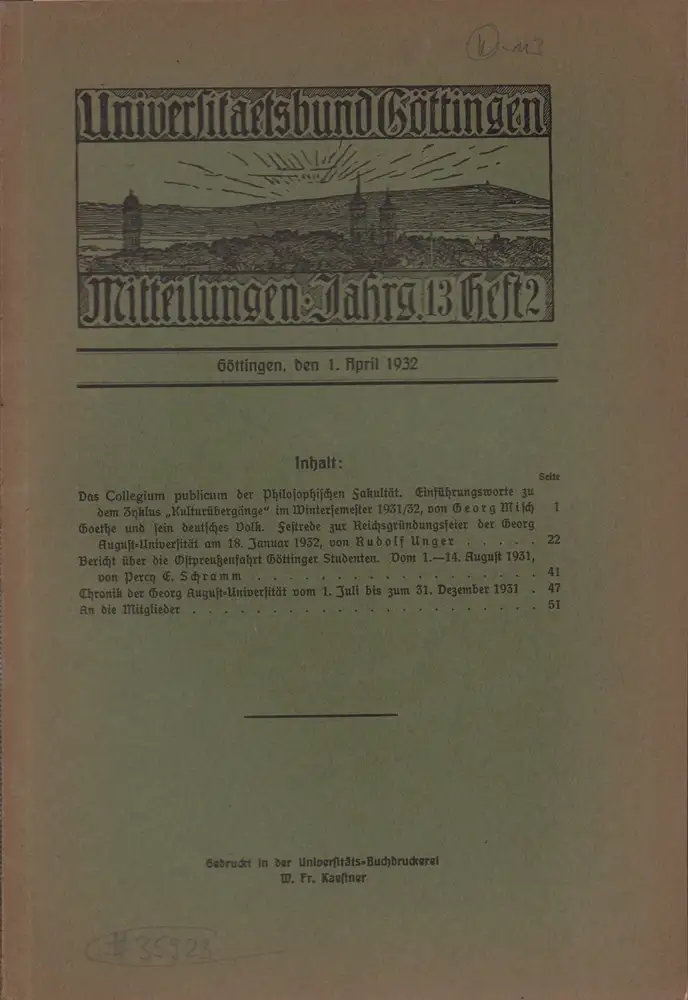 Universitaetsbund Göttingen
Mitteilungen · Jahrg. 13 Heft 2
Göttingen, den 1. April 1932
Inhalt:
Seite
Das Collegium publicum der Philosophischen Fakultät. Einführungsworte zu
dem Zyklus „Kulturübergänge“ im Wintersemester 1931/32, von Georg Misch 1
Goethe und sein deutsches Volk. Festrede zur Reichsgründungsfeier der Georg
August-Universität am 18. Januar 1932, von Rudolf Unger . . . . . 22
Bericht über die Ostpreußenfahrt Göttinger Studenten. Vom 1.—14. August 1931,
von Percy E. Schramm . . . . . . . . . . . . . . . . . 41
Chronik der Georg August-Universität vom 1. Juli bis zum 31. Dezember 1931 . 47
An die Mitglieder . . . . . . . . . . . . . . . . . . . . . 51
Gedruckt in der Universitäts-Buchdruckerei
W. Fr. Kaestner
# 35923